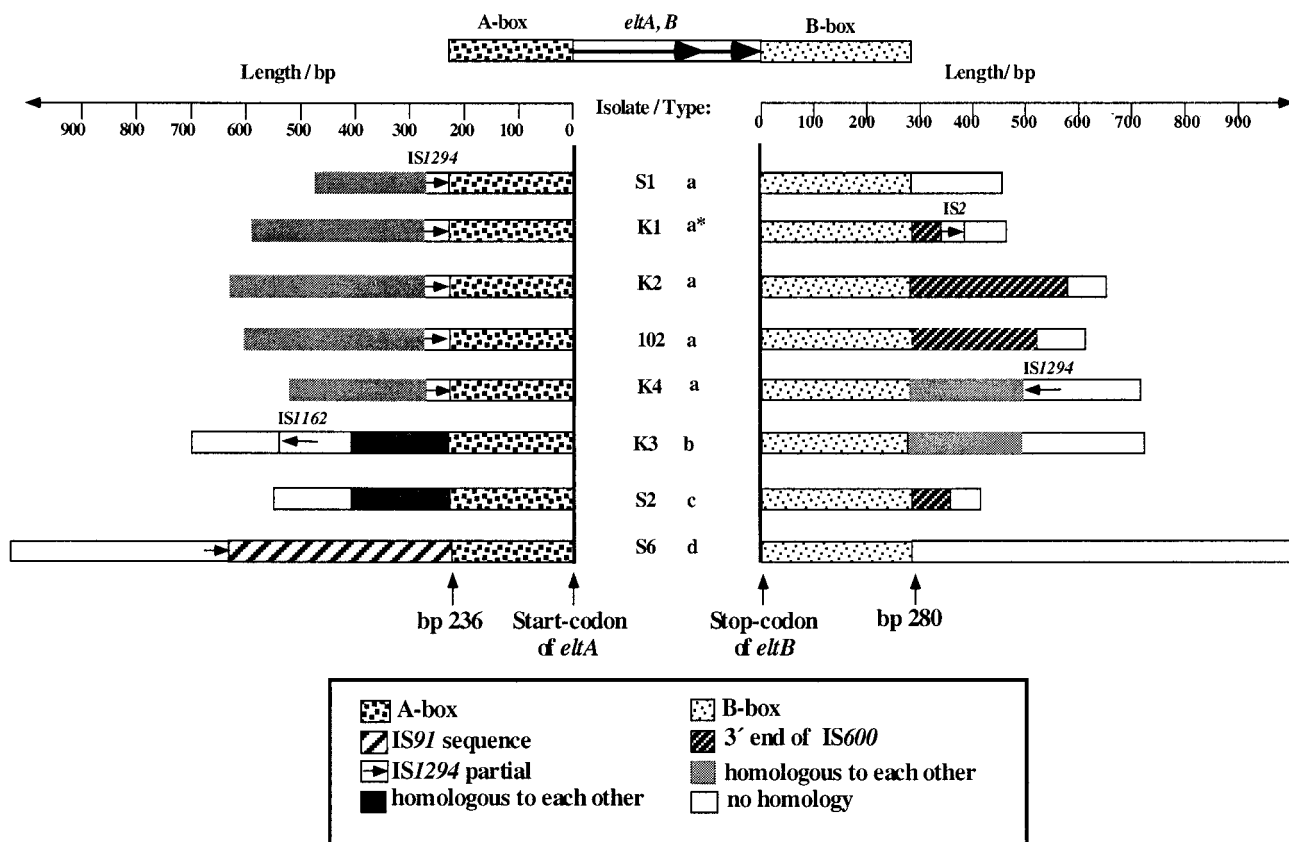 A-box eltA, B B-box
Length/ bp Length/ bp
Isolate / Type:
900 800 700 600 500 400 300 200 100 0
0 100 200 300 400 500 600 700 800 900
IS1294
S1 a
IS2
K1 a*
K2 a
102 a
IS1294
K4 a
IS1162
K3 b
S2 c
S6 d
bp 236 Start-codon of eltA Stop-codon of eltB bp 280
A-box B-box
IS91 sequence 3´ end of IS600
IS1294 partial homologous to each other
homologous to each other no homology